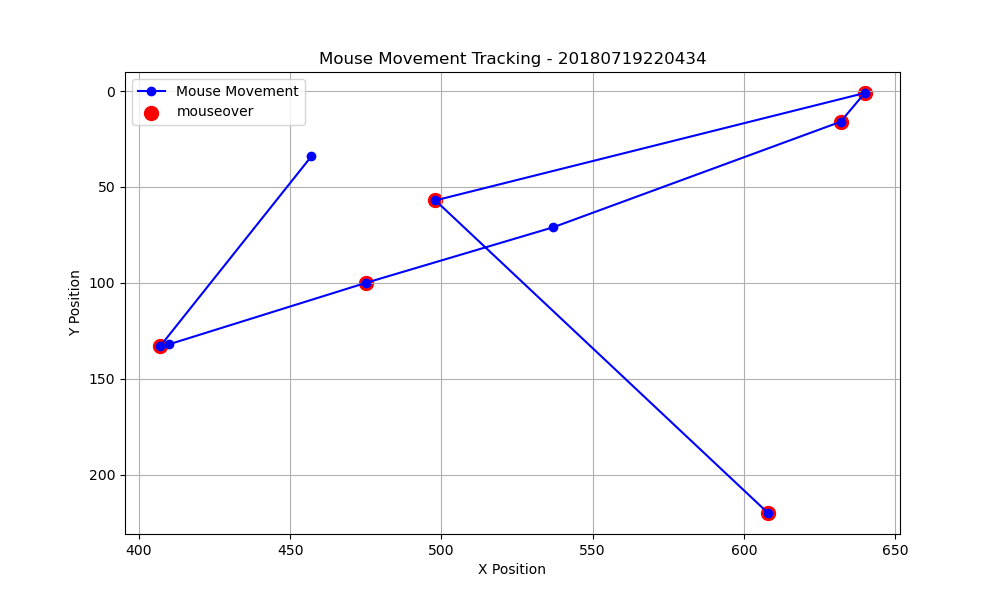 Mouse Movement Tracking - 20180719220434
Mouse Movement
mouseover
Y Position
0
50
100
150
200
400 450 500 550 600 650
X Position